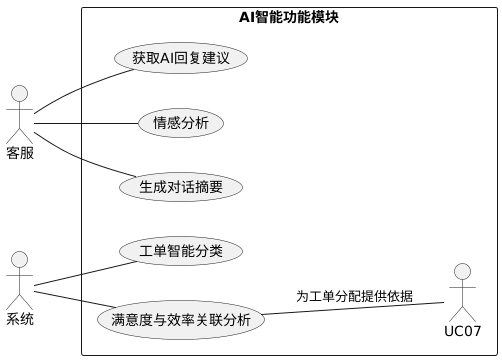 AI智能功能模块
获取AI回复建议
情感分析
客服
生成对话摘要
工单智能分类
为工单分配提供依据
系统
满意度与效率关联分析
UC07